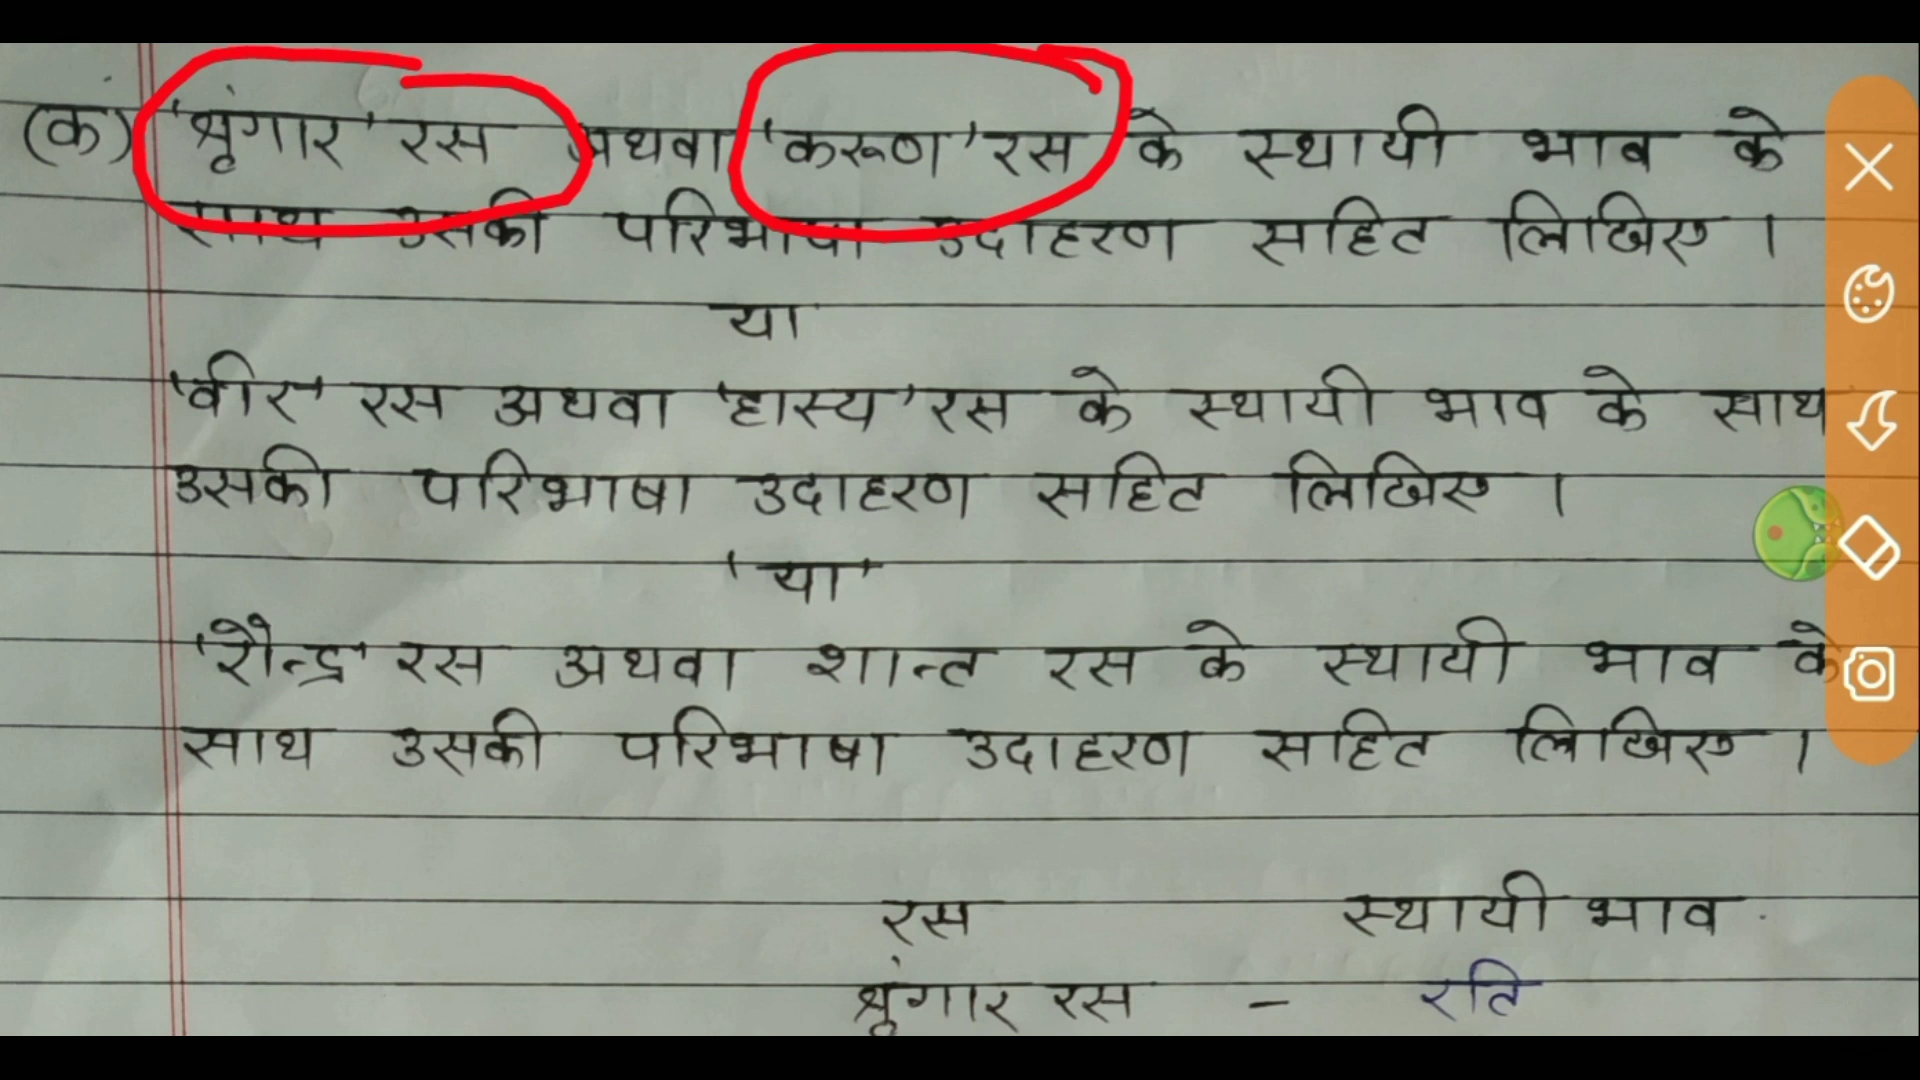 (क) 'श्रृंगार' रस अथवा 'करूण' रस के स्थायी भाव के
साथ उसकी परिभाषा उदाहरण सहित लिखिए।
या
'वीर' रस अथवा 'हास्य' रस के स्थायी भाव के साथ
उसकी परिभाषा उदाहरण सहित लिखिए।
'या'
'रौन्द्र' रस अथवा शान्त रस के स्थायी भाव के
साथ उसकी परिभाषा उदाहरण सहित लिखिए।
रस स्थायी भाव
श्रृंगार रस - रति